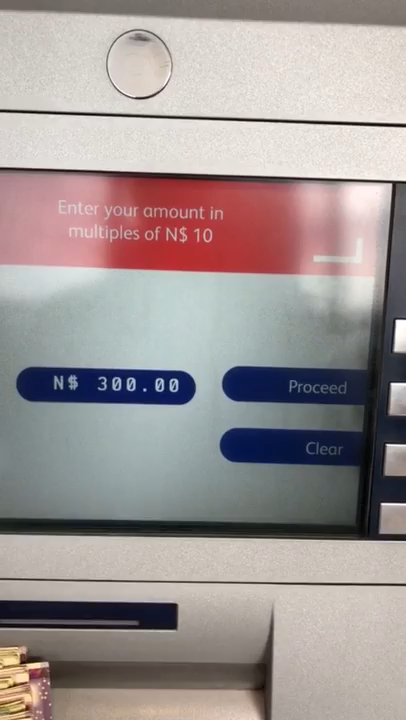 Enter your amount in
multiples of N$ 10
N$ 300.00
Proceed
Clear